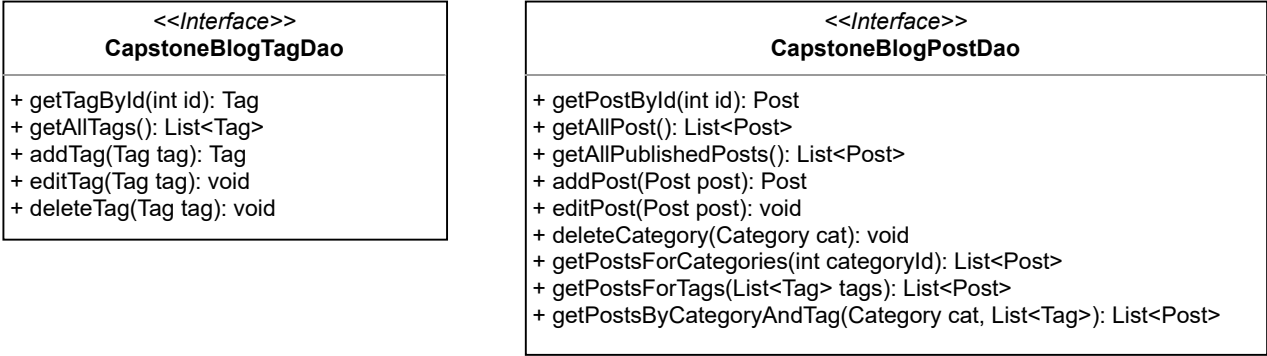 <<Interface>>
CapstoneBlogTagDao
+ getTagById(int id): Tag
+ getAllTags(): List<Tag>
+ addTag(Tag tag): Tag
+ editTag(Tag tag): void
+ deleteTag(Tag tag): void
<<Interface>>
CapstoneBlogPostDao
+ getPostById(int id): Post
+ getAllPost(): List<Post>
+ getAllPublishedPosts(): List<Post>
+ addPost(Post post): Post
+ editPost(Post post): void
+ deleteCategory(Category cat): void
+ getPostsForCategories(int categoryId): List<Post>
+ getPostsForTags(List<Tag> tags): List<Post>
+ getPostsByCategoryAndTag(Category cat, List<Tag>): List<Post>